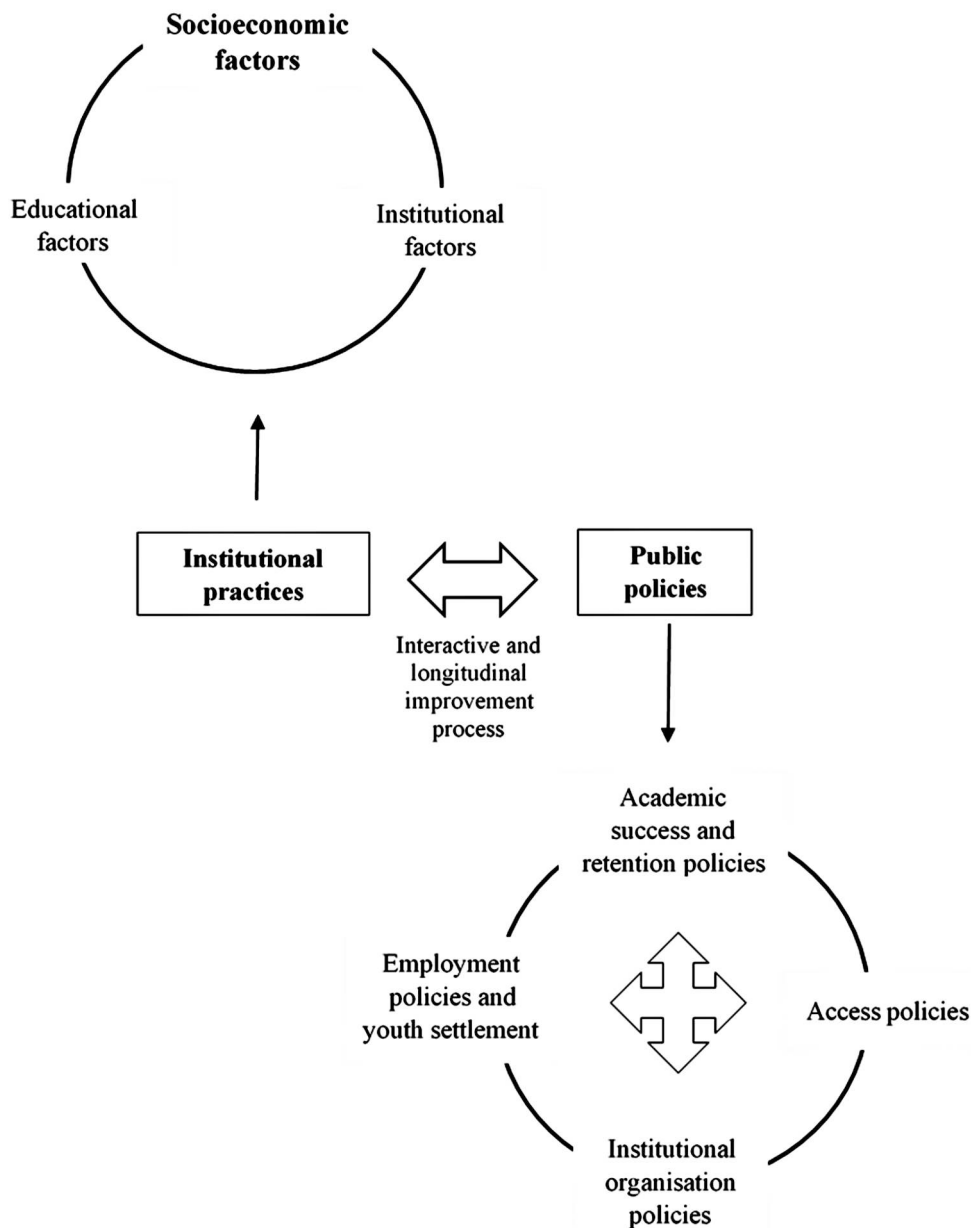 Socioeconomic
factors
Educational
factors
Institutional
factors
Institutional
practices
Public
policies
Interactive and
longitudinal
improvement
process
Academic
success and
retention policies
Employment
policies and
youth settlement
Access policies
Institutional
organisation
policies